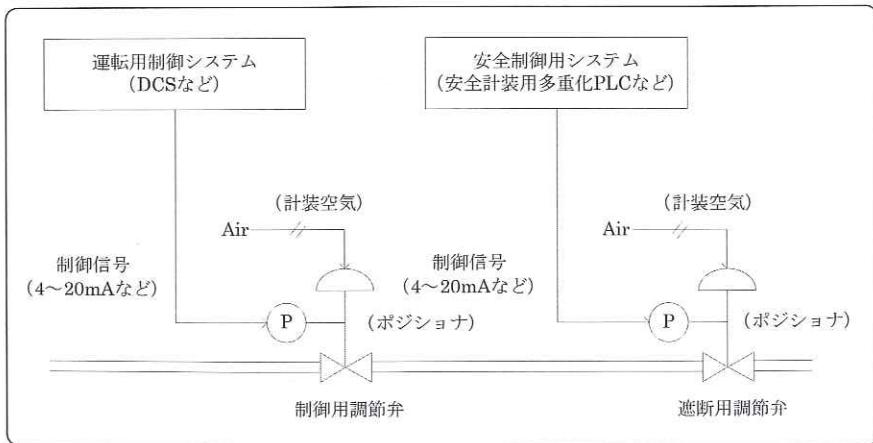 運転用制御システム
(DCSなど)
安全制御用システム
(安全計装用多重化PLCなど)
(計装空気)
Air
制御信号
(4〜20mAなど)
P
(ポジショナ)
制御用調節弁
(計装空気)
Air
制御信号
(4〜20mAなど)
P
(ポジショナ)
遮断用調節弁